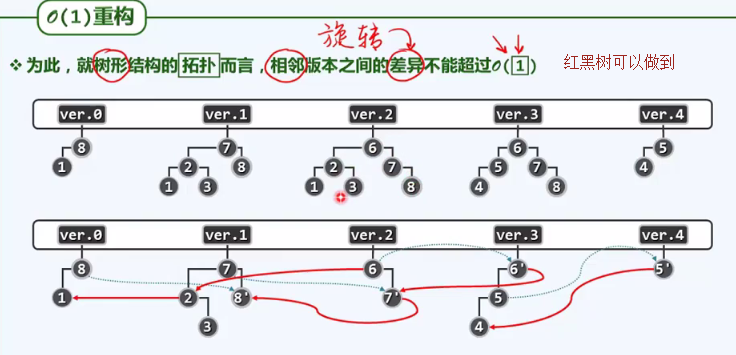 O(1)重构
旋转
❖ 为此，就树形结构的拓扑而言，相邻版本之间的差异不能超过O(1)
红黑树可以做到
ver.0 ver.1 ver.2 ver.3 ver.4
8 7 6 6 5
1 2 8 2 7 5 7 4
1 3 1 3 8 4 8
ver.0 ver.1 ver.2 ver.3 ver.4
8 7 6 6' 5'
1 2 8' 7' 5
3 4